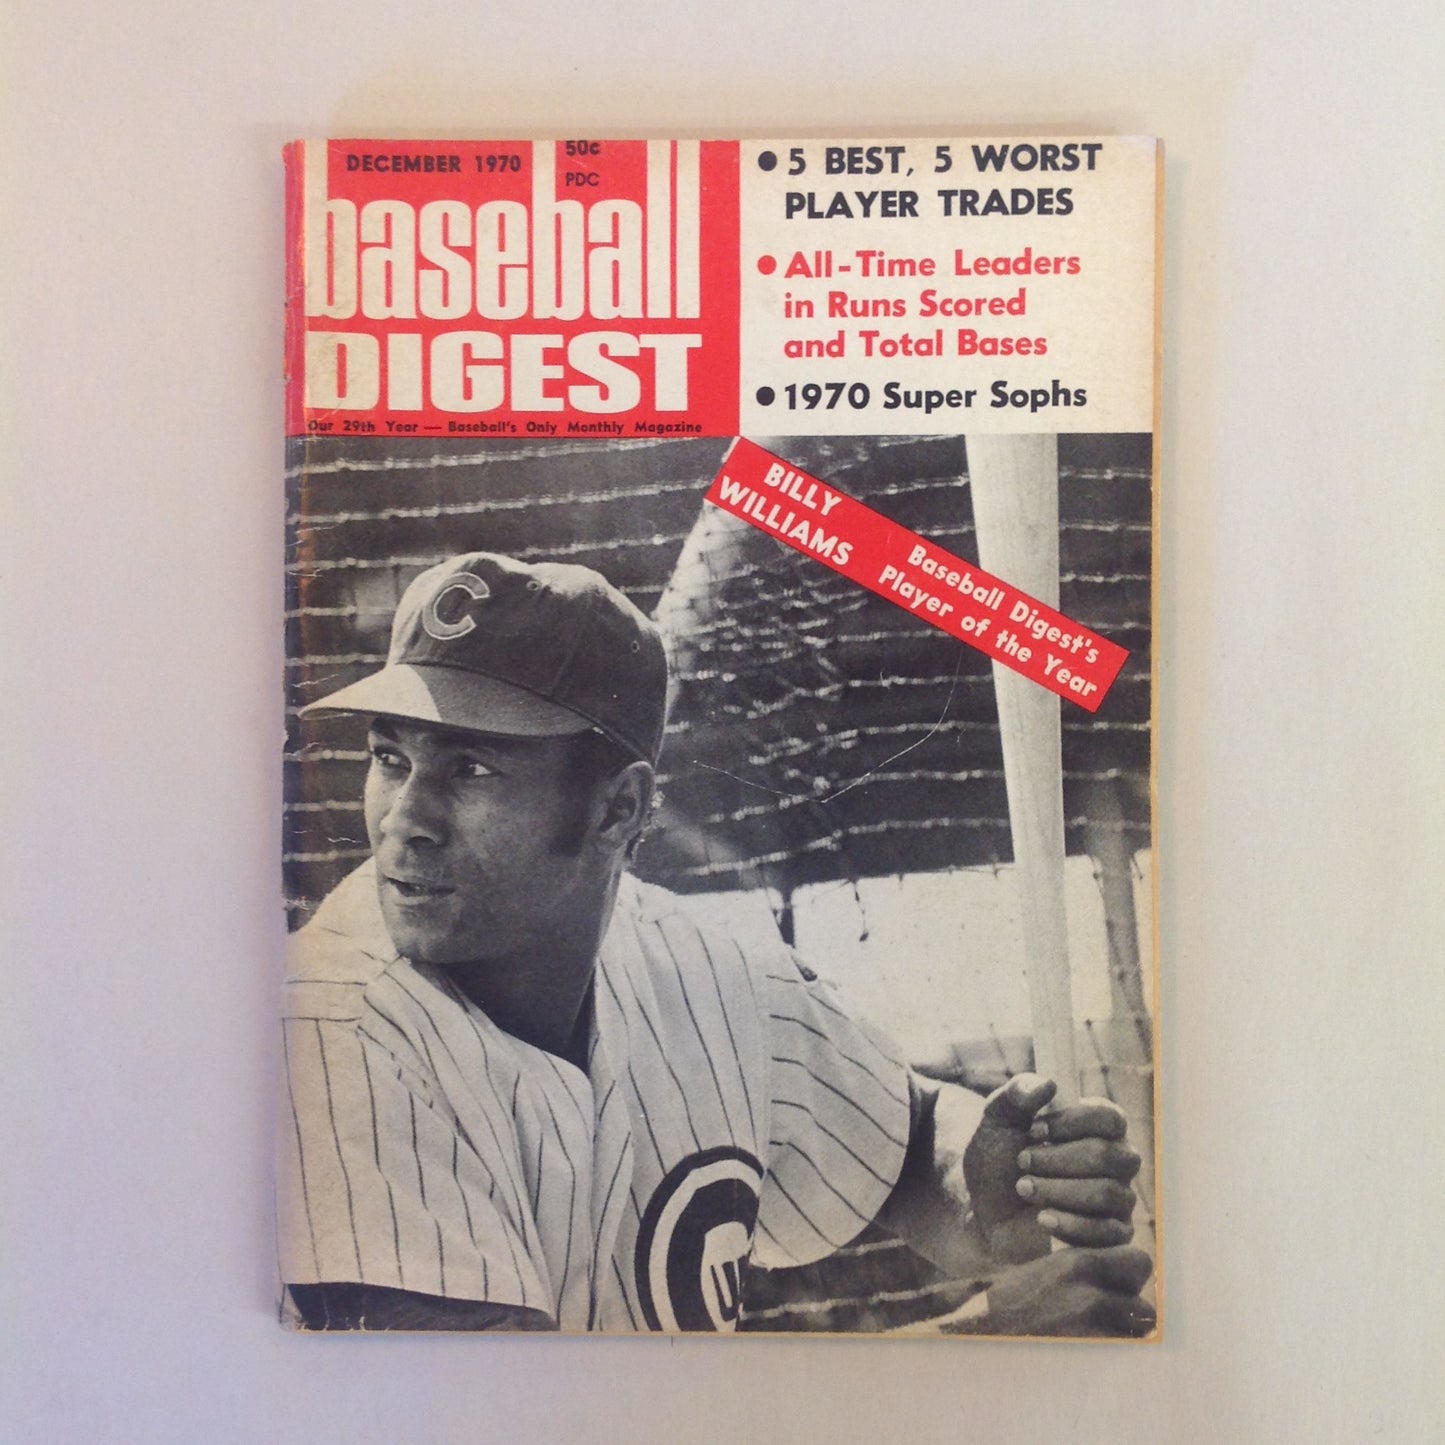 DECEMBER 1970
50c
PDC
baseball
DIGEST
Our 29th Year — Baseball's Only Monthly Magazine
● 5 BEST, 5 WORST
PLAYER TRADES
● All-Time Leaders
in Runs Scored
and Total Bases
● 1970 Super Sophs
BILLY
WILLIAMS
Baseball Digest's
Player of the Year
C
CU